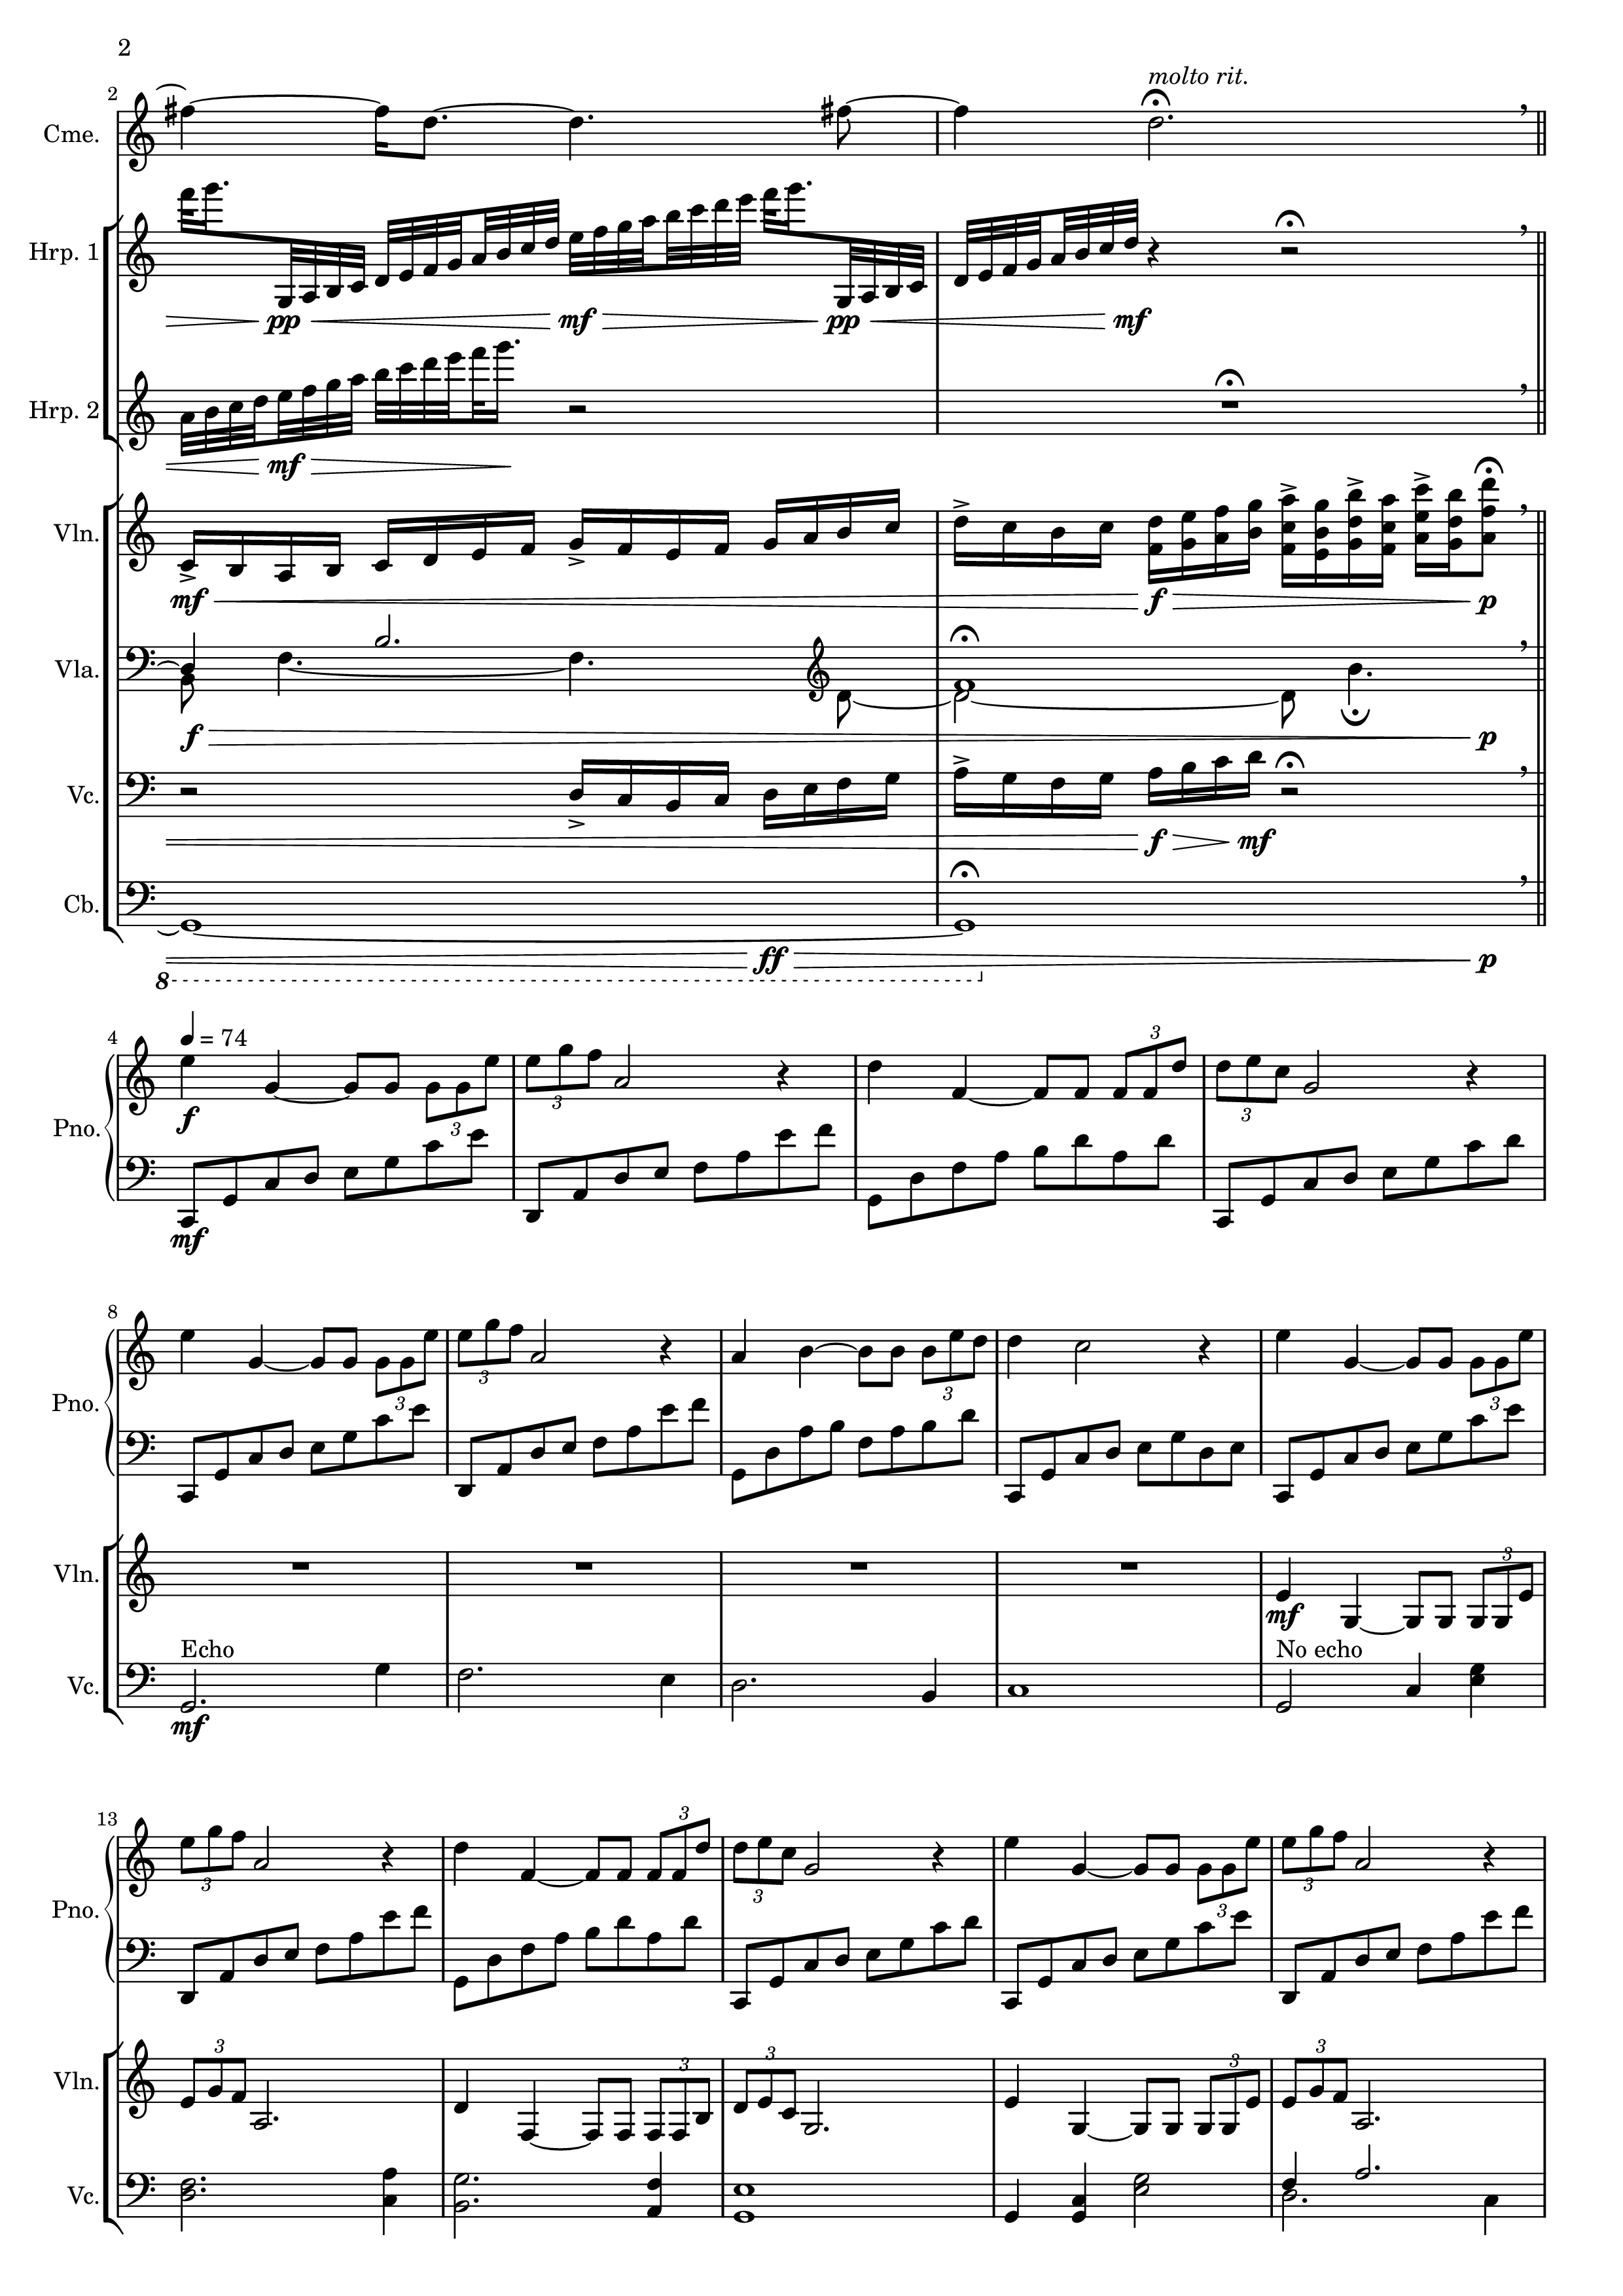 2
molto rit.
2
Cme.
Hrp. 1
pp mf pp mf
Hrp. 2
mf
Vln.
mf f p
Vla.
f p
Vc.
f mf
Cb.
ff p
8
4
= 74
3 3 3 3
Pno.
f
mf
8
3 3 3 3
Pno.
Vln.
3
mf
Echo No echo
Vc.
mf
13
3 3 3 3 3
Pno.
3 3 3 3 3
Vln.
Vc.